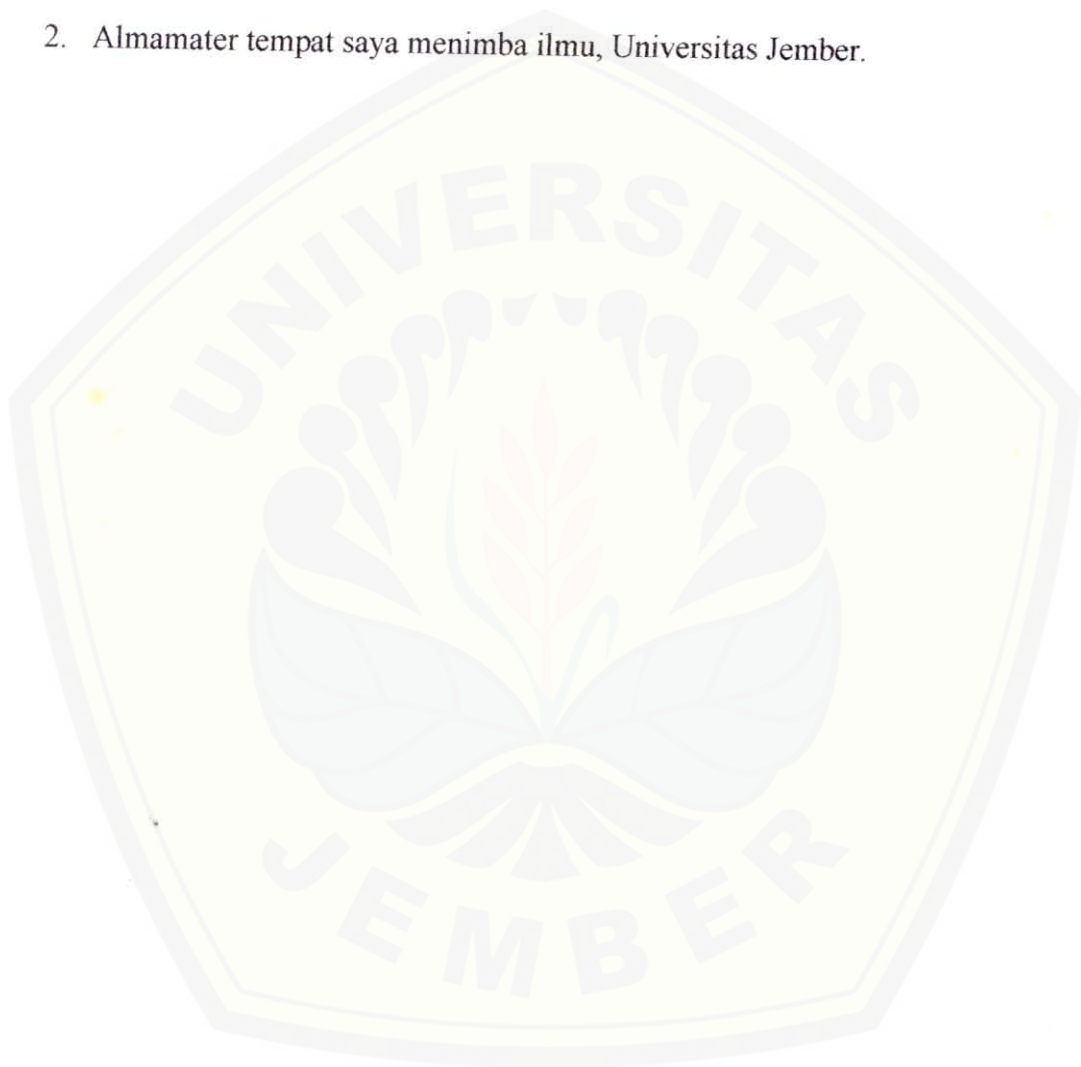 2. Almamater tempat saya menimba ilmu, Universitas Jember.
UNIVERSITAS
JEMBER